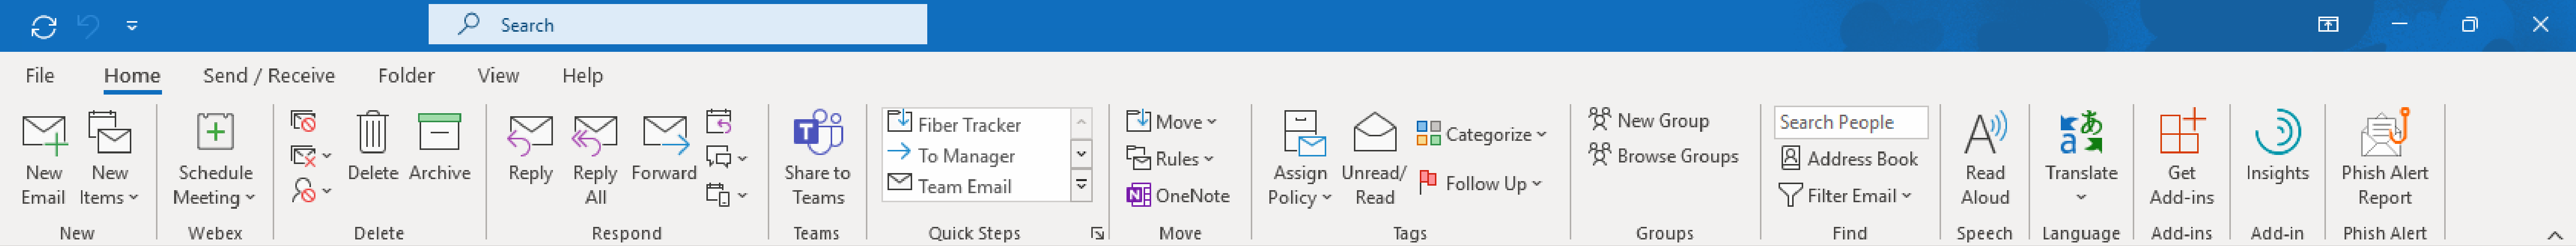 Search
File Home Send / Receive Folder View Help
New Email
New Items
New
Schedule Meeting
Webex
Delete
Archive
Delete
Reply
Reply All
Forward
Respond
Share to Teams
Teams
Fiber Tracker
To Manager
Team Email
Quick Steps
Move
Rules
OneNote
Move
Assign Policy
Unread/ Read
Categorize
Follow Up
Tags
New Group
Browse Groups
Groups
Search People
Address Book
Filter Email
Find
Read Aloud
Speech
Translate
Language
Get Add-ins
Add-ins
Insights
Add-in
Phish Alert Report
Phish Alert